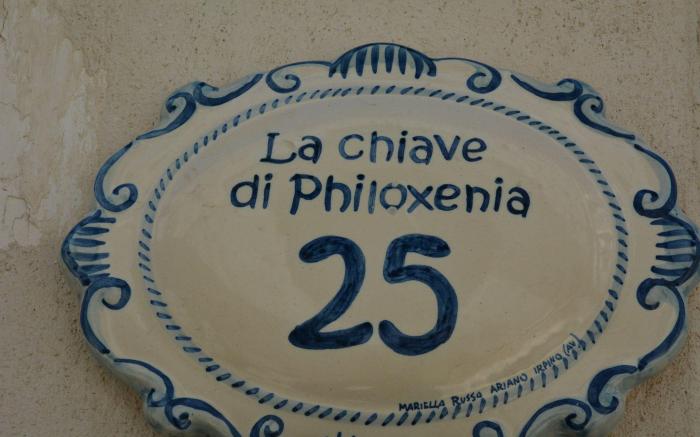 La chiave
di Philoxenia
25
MARIELLA RUSSO ARIANO IRPINO (AV)